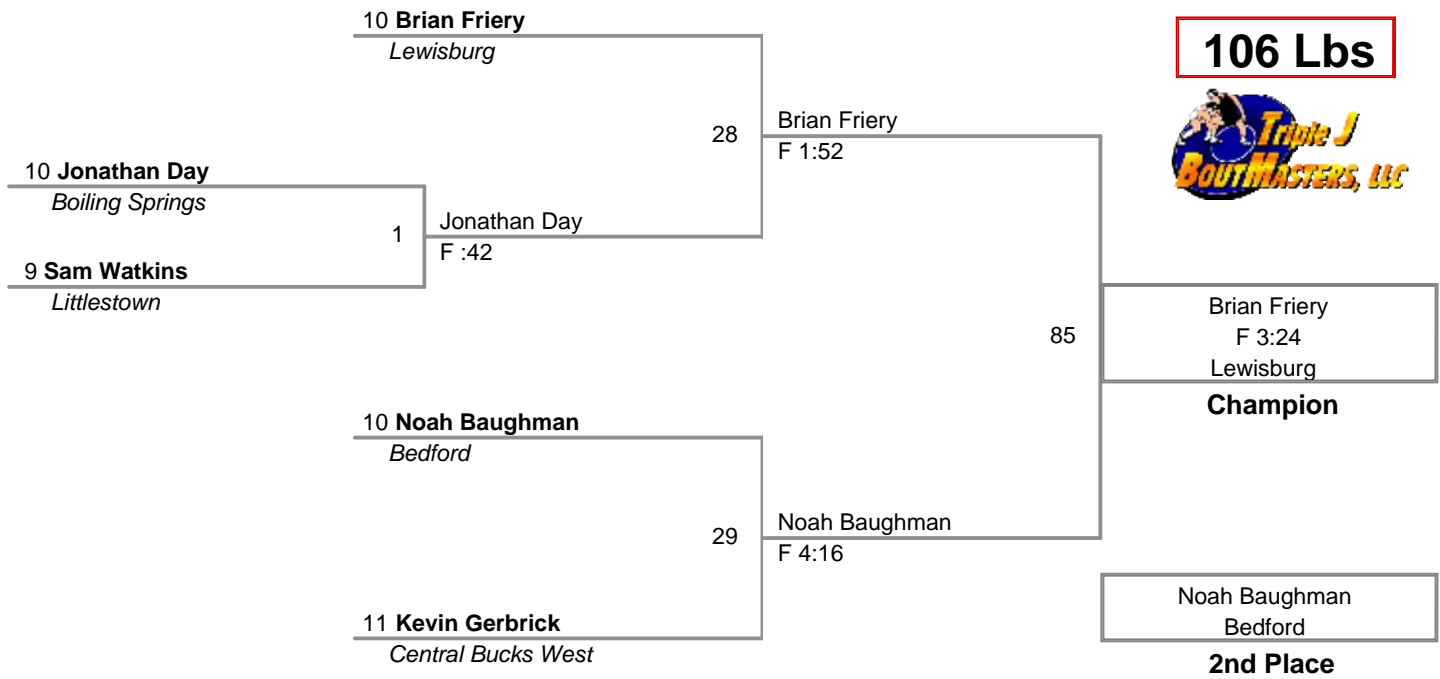 10 Brian Friery
Lewisburg
106 Lbs
Triple J
BOUTMASTERS, LLC
28
Brian Friery
F 1:52
10 Jonathan Day
Boiling Springs
1
Jonathan Day
F :42
9 Sam Watkins
Littlestown
85
Brian Friery
F 3:24
Lewisburg
Champion
10 Noah Baughman
Bedford
29
Noah Baughman
F 4:16
11 Kevin Gerbrick
Central Bucks West
Noah Baughman
Bedford
2nd Place